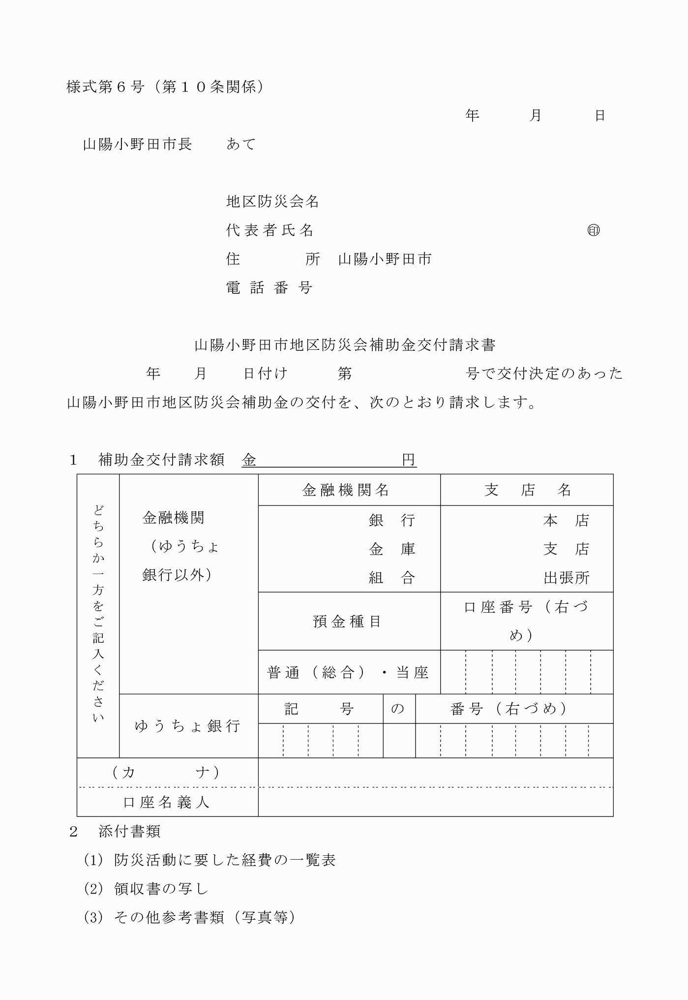 様式第６号（第１０条関係）
年　　　月　　　日
山陽小野田市長　　あて
地区防災会名
代表者氏名　　　　　　　　　　㊞
住　　　　所　山陽小野田市
電話番号
山陽小野田市地区防災会補助金交付請求書
年　　月　　日付け　　　第　　　　　　　号で交付決定のあった
山陽小野田市地区防災会補助金の交付を、次のとおり請求します。
１　補助金交付請求額　金　　　　　　　　　円
どちらか一方をご記入ください
金融機関
（ゆうちょ
銀行以外）
金融機関名　支　店　名
銀　行　本　店
金　庫　支　店
組　合　出張所
預金種目　口座番号（右づ
め）
普通（総合）・当座
ゆうちょ銀行
記　　号　の　番号（右づめ）
（カ　　　ナ）
口座名義人
２　添付書類
(1) 防災活動に要した経費の一覧表
(2) 領収書の写し
(3) その他参考書類（写真等）